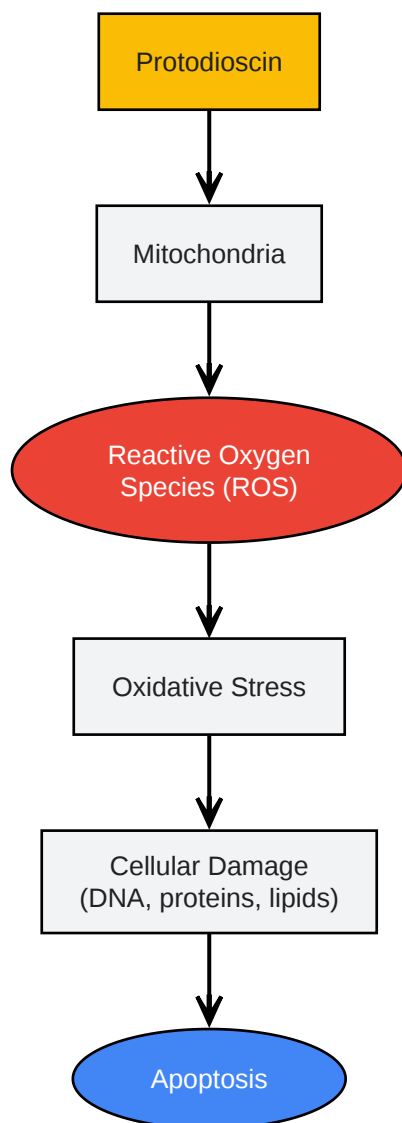 Protodioscin
Mitochondria
Reactive Oxygen
Species (ROS)
Oxidative Stress
Cellular Damage
(DNA, proteins, lipids)
Apoptosis